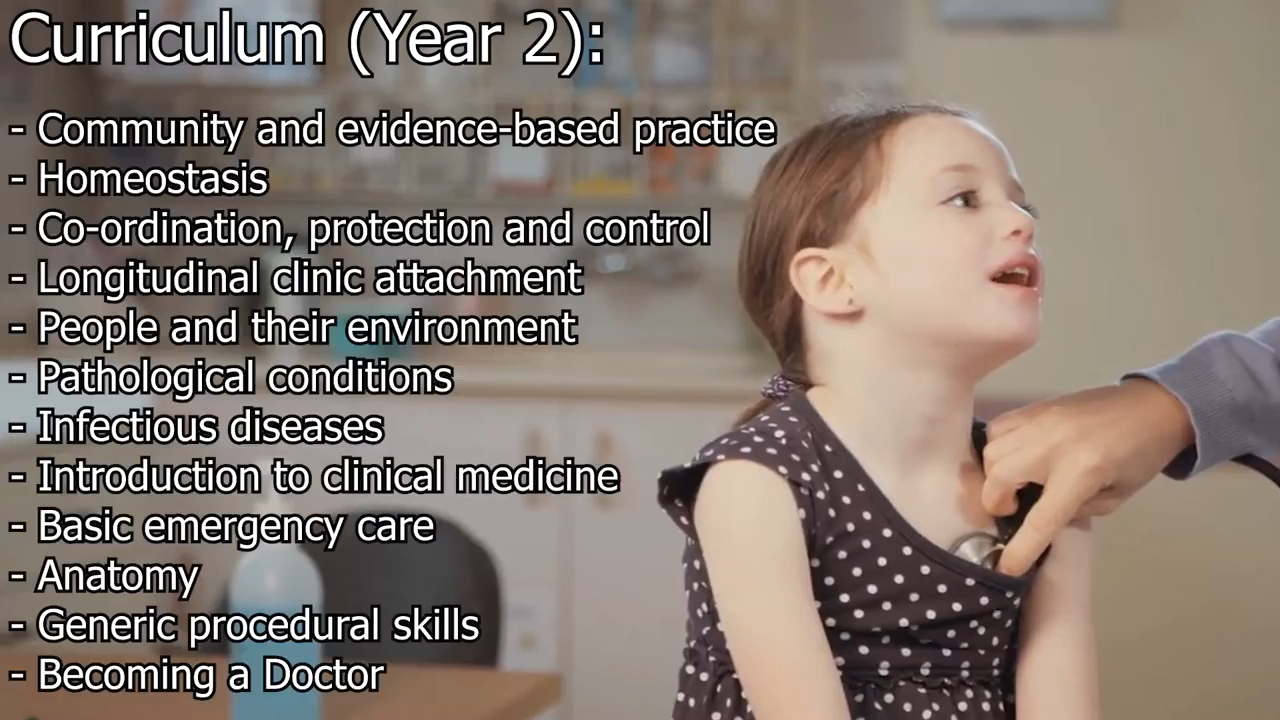 Curriculum (Year 2):
- Community and evidence-based practice
- Homeostasis
- Co-ordination, protection and control
- Longitudinal clinic attachment
- People and their environment
- Pathological conditions
- Infectious diseases
- Introduction to clinical medicine
- Basic emergency care
- Anatomy
- Generic procedural skills
- Becoming a Doctor